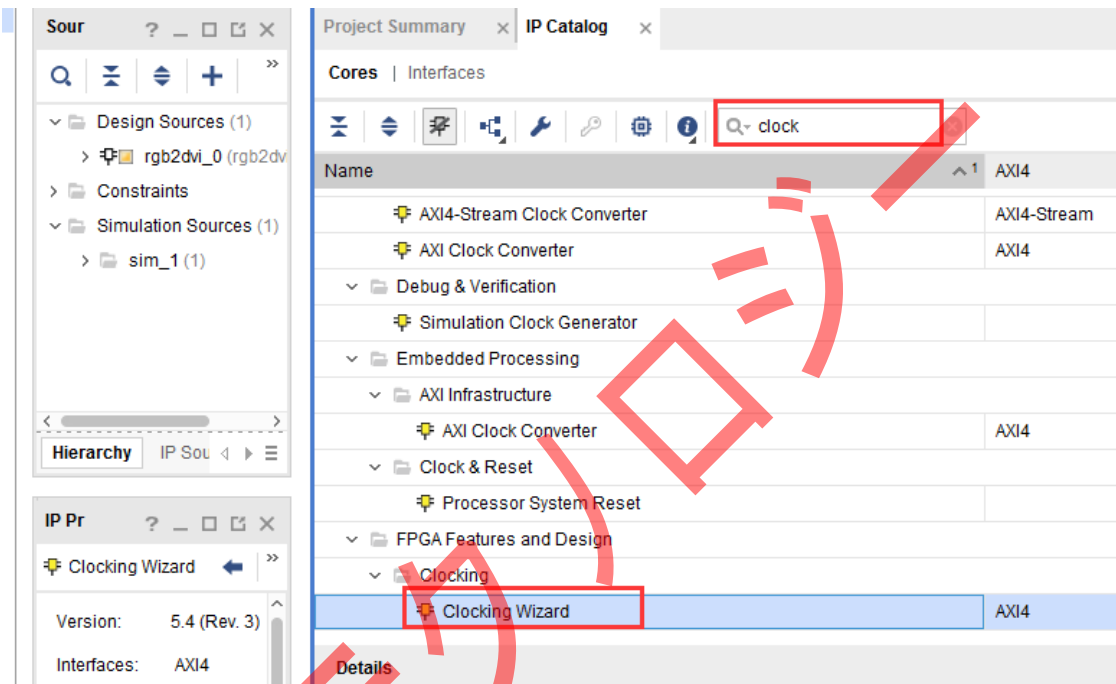 Sour
Design Sources (1)
rgb2dvi_0 (rgb2dv
Constraints
Simulation Sources (1)
sim_1 (1)
Hierarchy
IP Sou
IP Pr
Clocking Wizard
Version: 5.4 (Rev. 3)
Interfaces: AXI4
Project Summary
IP Catalog
Cores | Interfaces
clock
Name 1 AXI4
AXI4-Stream Clock Converter AXI4-Stream
AXI Clock Converter AXI4
Debug & Verification
Simulation Clock Generator
Embedded Processing
AXI Infrastructure
AXI Clock Converter AXI4
Clock & Reset
Processor System Reset
FPGA Features and Design
Clocking
Clocking Wizard AXI4
Details